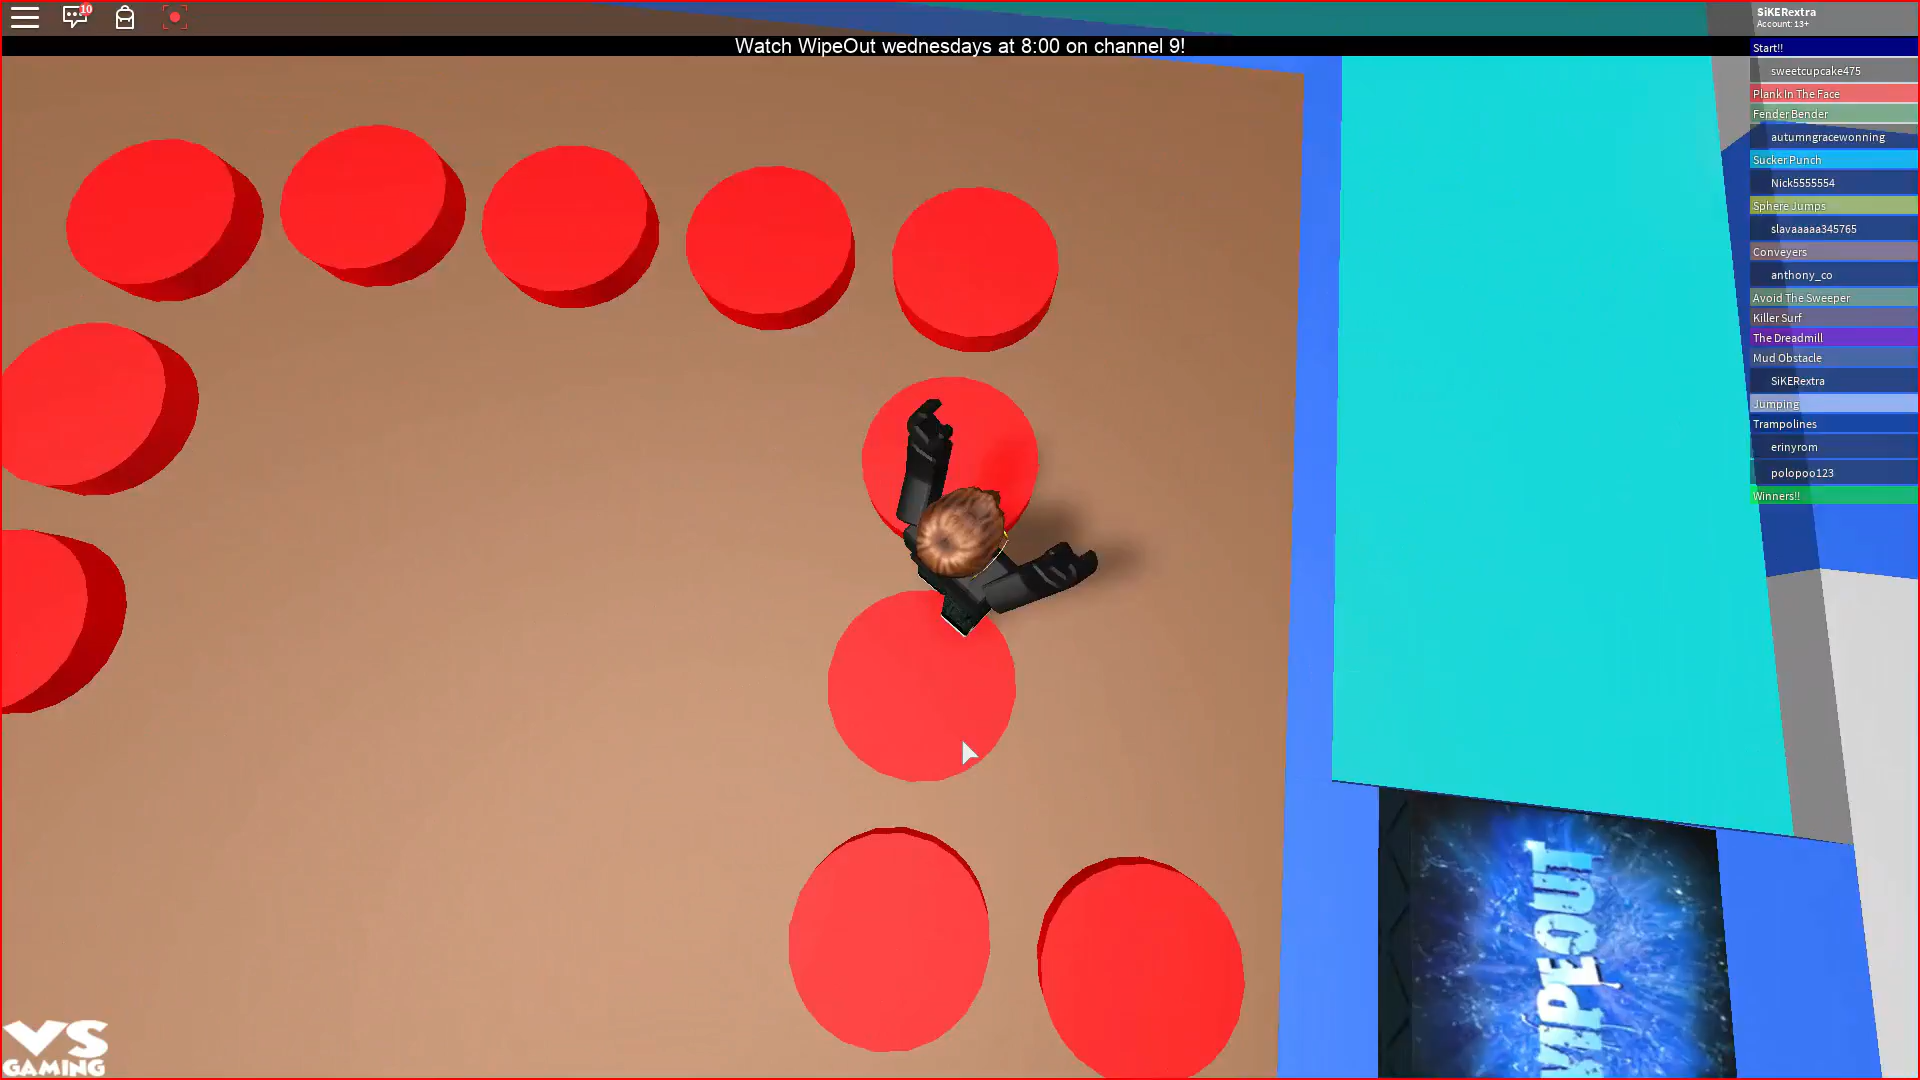 10
SiKERextra
Account: 13+
Watch WipeOut wednesdays at 8:00 on channel 9!
Start!!
sweetcupcake475
Plank In The Face
Fender Bender
autumngracewonning
Sucker Punch
Nick5555554
Sphere Jumps
slavaaaaa345765
Conveyers
anthony_co
Avoid The Sweeper
Killer Surf
The Dreadmill
Mud Obstacle
SiKERextra
Jumping
Trampolines
erinyrom
polopoo123
Winners!!
WIPEOUT
VS
GAMING